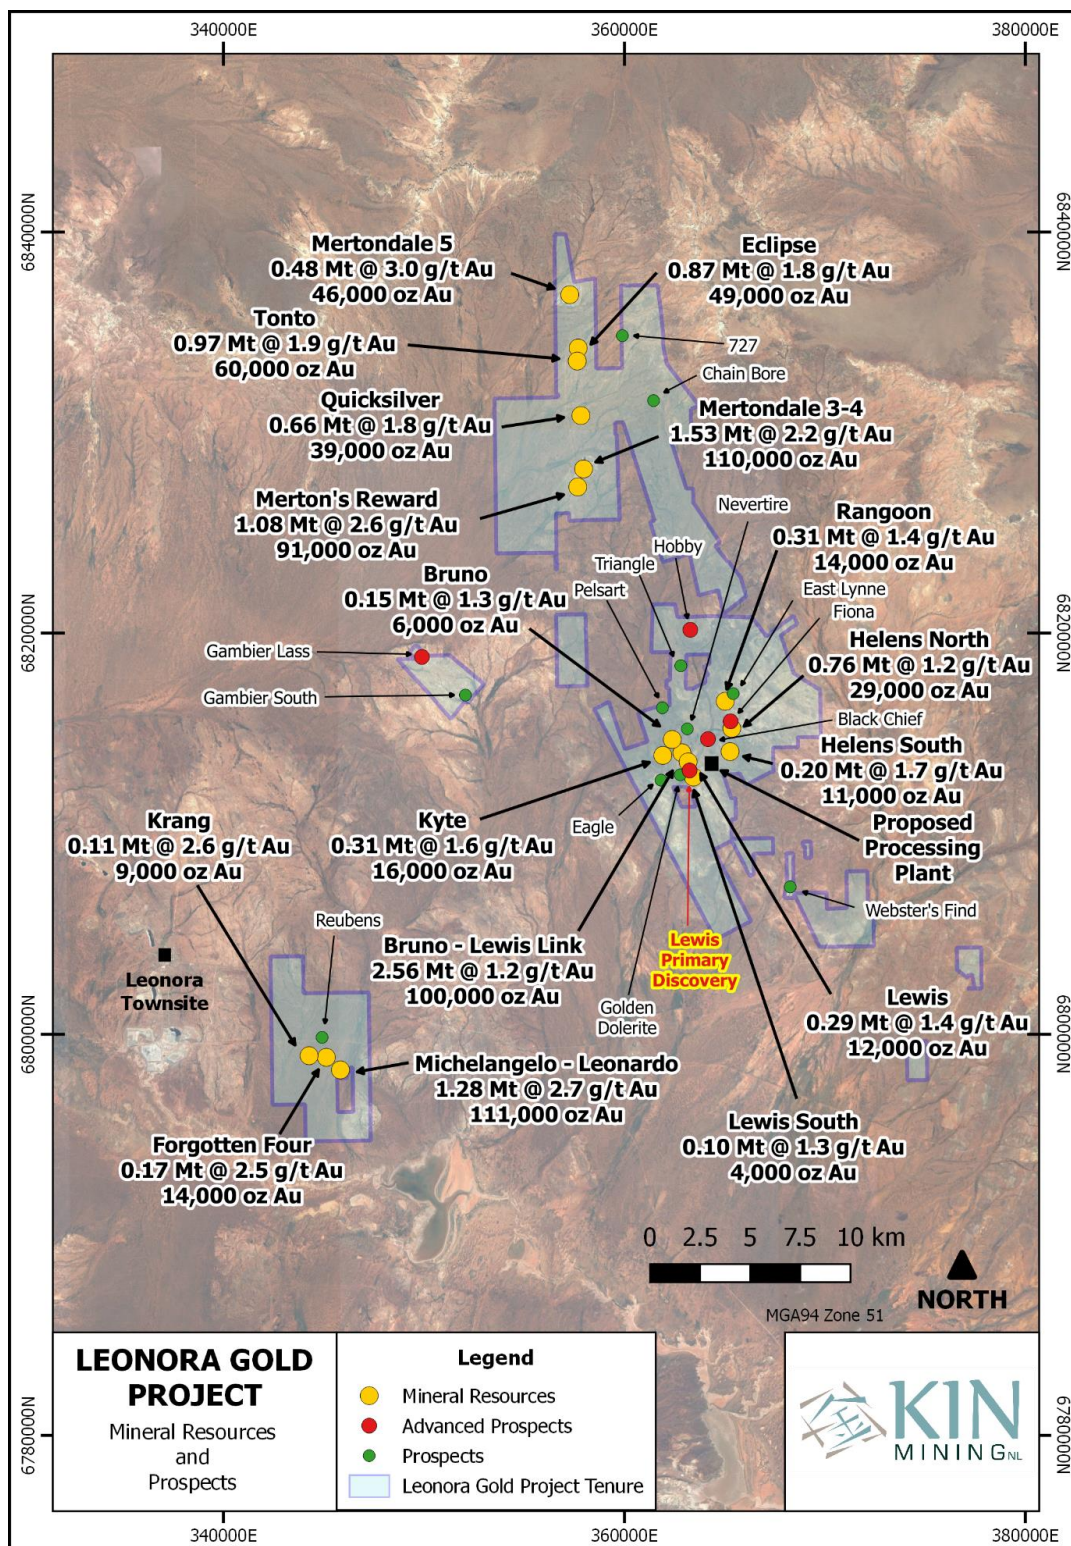 340000E
360000E
380000E
6840000N
6840000N
Mertondale 5
0.48 Mt @ 3.0 g/t Au
46,000 oz Au
Eclipse
0.87 Mt @ 1.8 g/t Au
49,000 oz Au
Tonto
0.97 Mt @ 1.9 g/t Au
60,000 oz Au
727
Chain Bore
Quicksilver
0.66 Mt @ 1.8 g/t Au
39,000 oz Au
Mertondale 3-4
1.53 Mt @ 2.2 g/t Au
110,000 oz Au
Merton's Reward
1.08 Mt @ 2.6 g/t Au
91,000 oz Au
Nevertire
Rangoon
0.31 Mt @ 1.4 g/t Au
14,000 oz Au
Hobby
Triangle
Pelsart
Bruno
0.15 Mt @ 1.3 g/t Au
6,000 oz Au
East Lynne
Fiona
6820000N
6820000N
Gambier Lass
Gambier South
Helens North
0.76 Mt @ 1.2 g/t Au
29,000 oz Au
Black Chief
Helens South
0.20 Mt @ 1.7 g/t Au
11,000 oz Au
Krang
0.11 Mt @ 2.6 g/t Au
9,000 oz Au
Kyte
0.31 Mt @ 1.6 g/t Au
16,000 oz Au
Eagle
Proposed
Processing
Plant
Reubens
Webster's Find
Leonora
Townsite
Bruno - Lewis Link
2.56 Mt @ 1.2 g/t Au
100,000 oz Au
Lewis
Primary
Discovery
Golden
Dolerite
Lewis
0.29 Mt @ 1.4 g/t Au
12,000 oz Au
6800000N
6800000N
Michelangelo - Leonardo
1.28 Mt @ 2.7 g/t Au
111,000 oz Au
Forgotten Four
0.17 Mt @ 2.5 g/t Au
14,000 oz Au
Lewis South
0.10 Mt @ 1.3 g/t Au
4,000 oz Au
0 2.5 5 7.5 10 km
NORTH
MGA94 Zone 51
LEONORA GOLD
PROJECT
Mineral Resources
and
Prospects
Legend
Mineral Resources
Advanced Prospects
Prospects
Leonora Gold Project Tenure
KIN
MINING NL
6780000N
6780000N
340000E
360000E
380000E